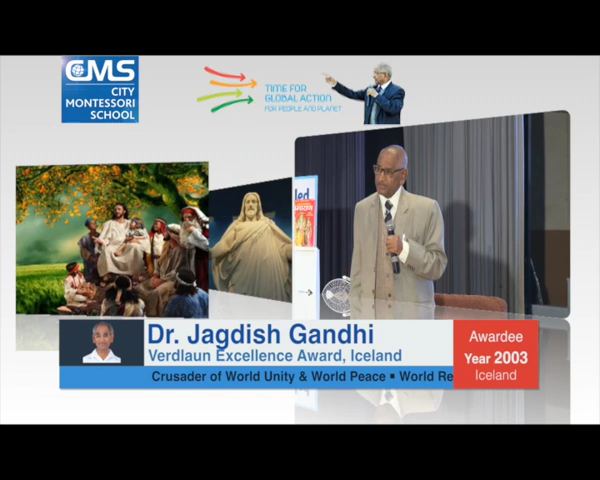 CMS
CITY
MONTESSORI
SCHOOL
TIME FOR
GLOBAL ACTION
FOR PEOPLE AND PLANET
led
Dr. Jagdish Gandhi
Verdlaun Excellence Award, Iceland
Crusader of World Unity & World Peace ▪ World Re
Awardee
Year 2003
Iceland